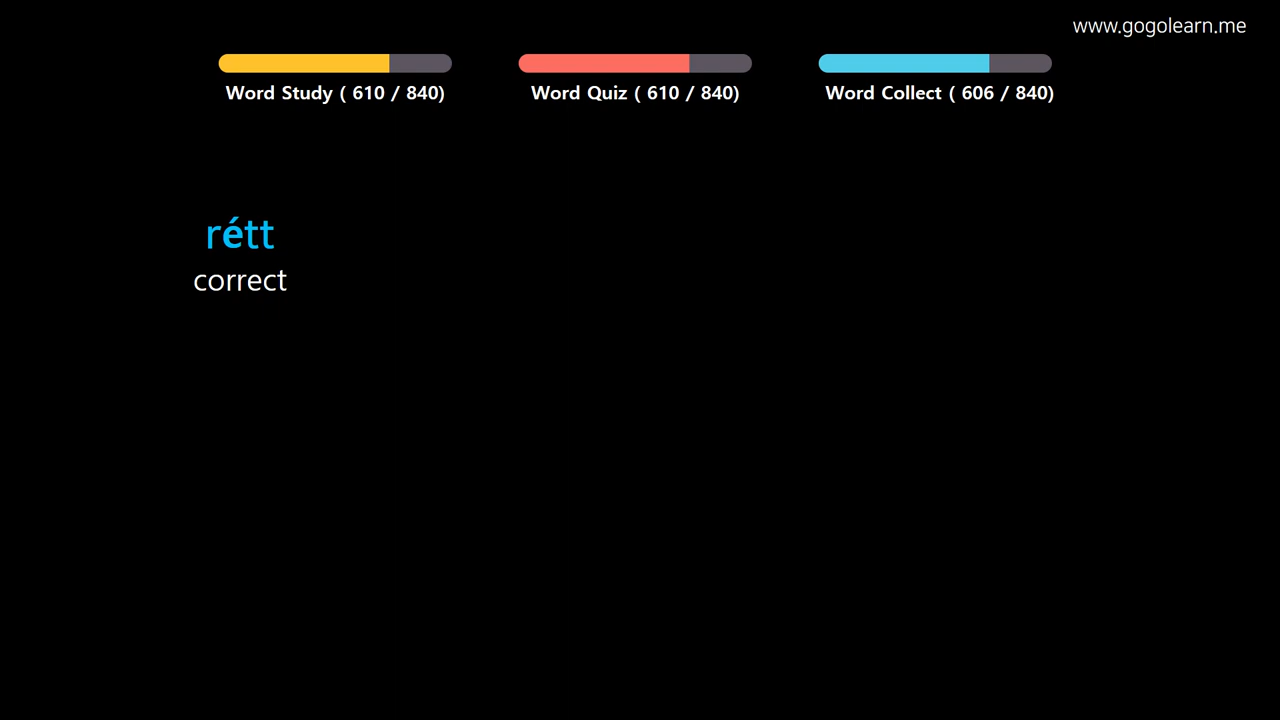 www.gogolearn.me
Word Study ( 610 / 840)
Word Quiz ( 610 / 840)
Word Collect ( 606 / 840)
rétt
correct